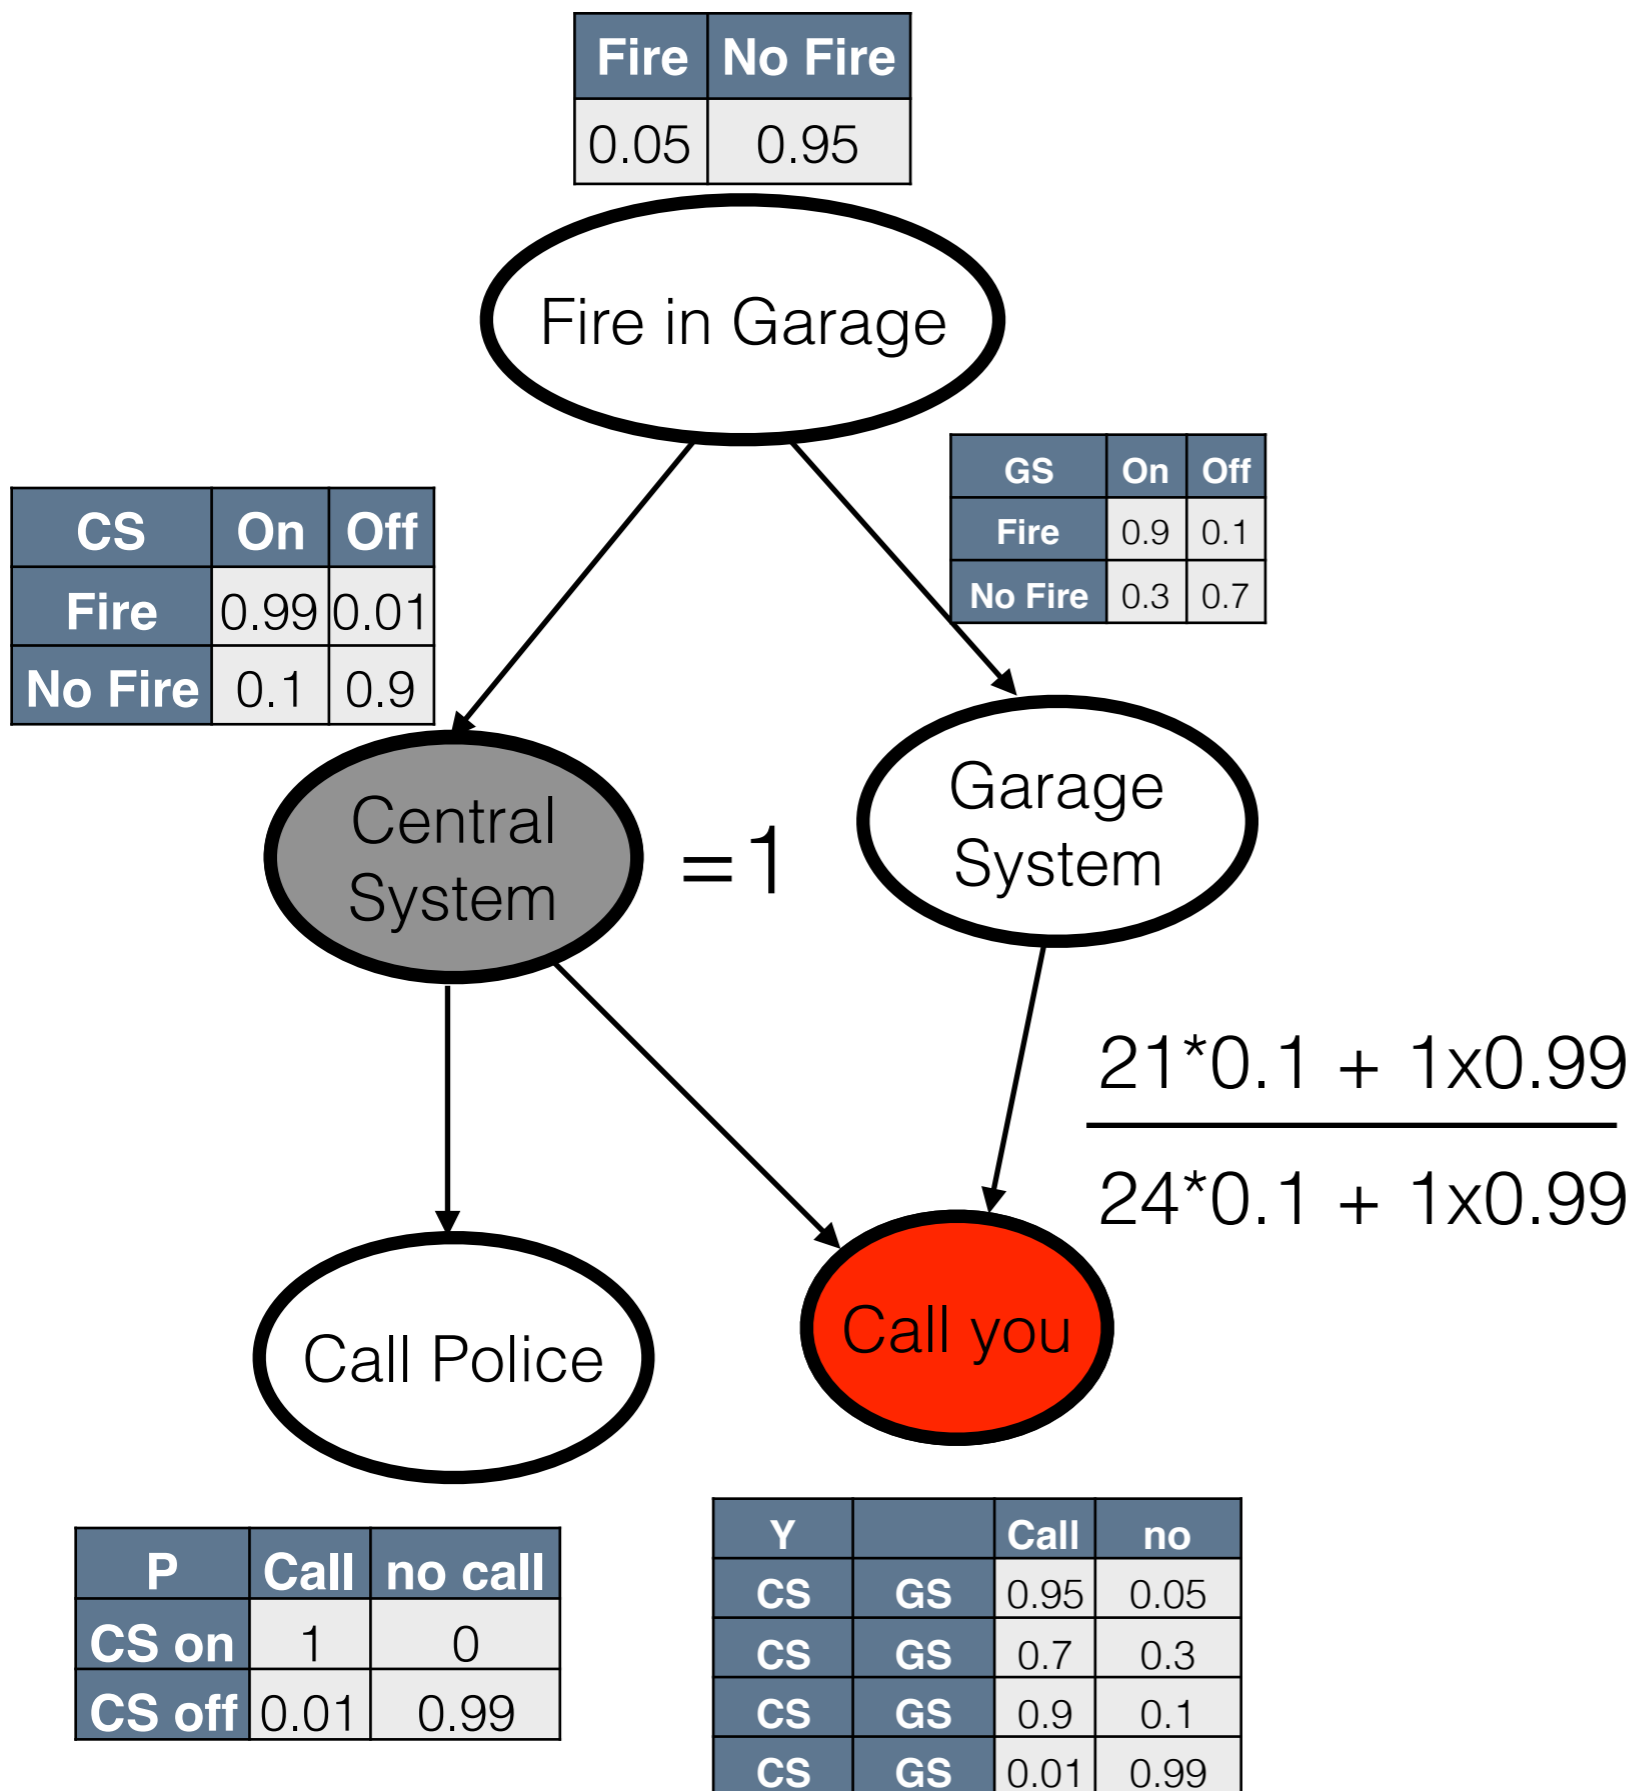 Fire No Fire
0.05 0.95
Fire in Garage
GS On Off
Fire 0.9 0.1
No Fire 0.3 0.7
CS On Off
Fire 0.99 0.01
No Fire 0.1 0.9
Central
System
=1
Garage
System
21*0.1 + 1x0.99
24*0.1 + 1x0.99
Call Police
Call you
P Call no call
CS on 1 0
CS off 0.01 0.99
Y Call no
CS GS 0.95 0.05
CS GS 0.7 0.3
CS GS 0.9 0.1
CS GS 0.01 0.99